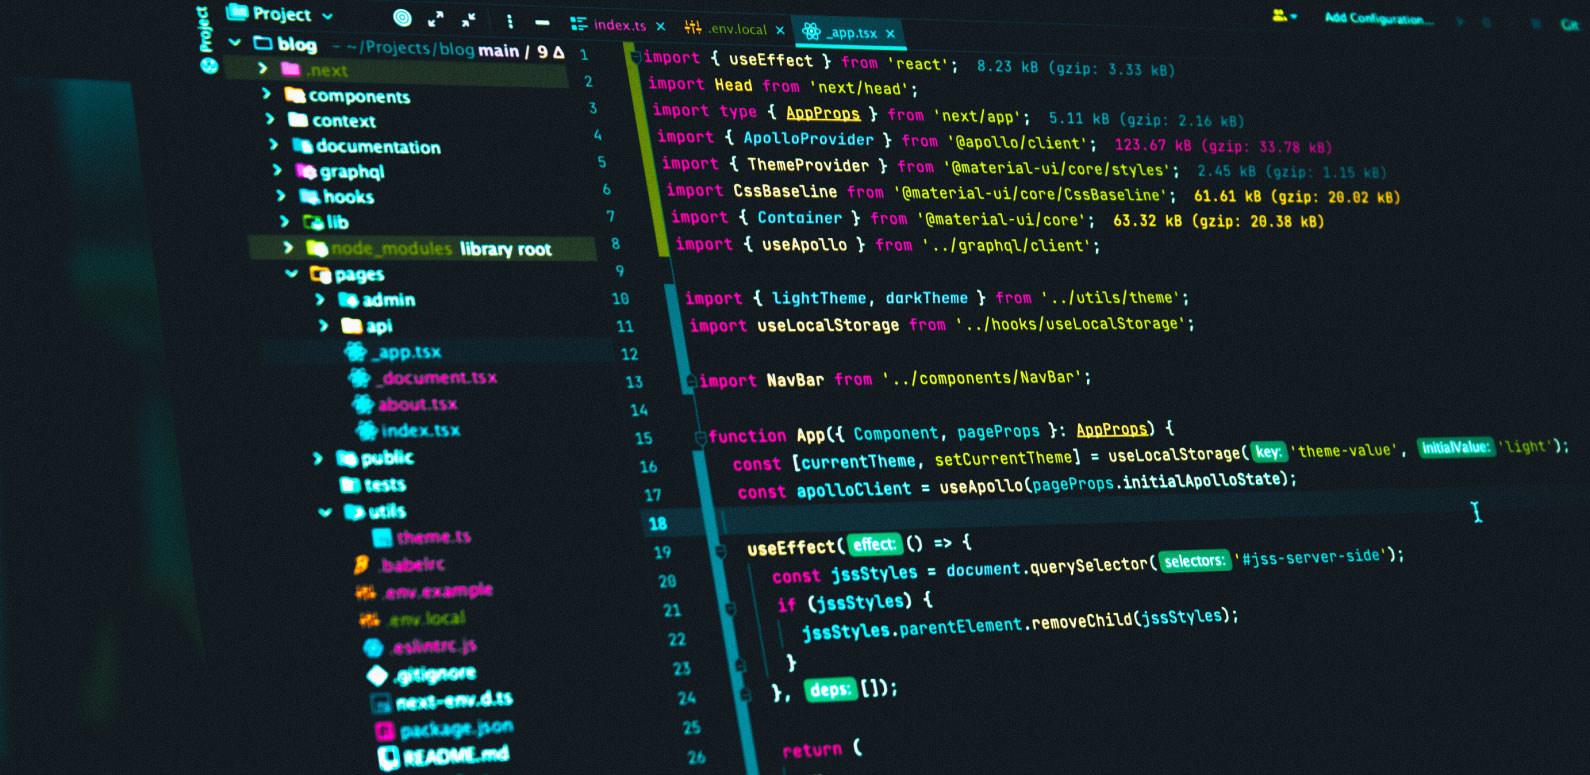 Project
Project
index.ts
.env.local
_app.tsx
Add Configuration...
Git
blog ~/Projects/blog main / 9 Δ
.next
components
context
documentation
graphql
hooks
lib
node_modules library root
pages
admin
api
_app.tsx
_document.tsx
about.tsx
index.tsx
public
tests
utils
theme.ts
.babelrc
.env.example
.env.local
.eslintrc.js
.gitignore
next-env.d.ts
package.json
README.md
1 import { useEffect } from 'react'; 8.23 kB (gzip: 3.33 kB)
2 import Head from 'next/head';
3 import type { AppProps } from 'next/app'; 5.11 kB (gzip: 2.16 kB)
4 import { ApolloProvider } from '@apollo/client'; 123.67 kB (gzip: 33.78 kB)
5 import { ThemeProvider } from '@material-ui/core/styles'; 2.45 kB (gzip: 1.15 kB)
6 import CssBaseline from '@material-ui/core/CssBaseline'; 61.61 kB (gzip: 20.02 kB)
7 import { Container } from '@material-ui/core'; 63.32 kB (gzip: 20.38 kB)
8 import { useApollo } from '../graphql/client';
9
10 import { lightTheme, darkTheme } from '../utils/theme';
11 import useLocalStorage from '../hooks/useLocalStorage';
12
13 import NavBar from '../components/NavBar';
14
15 function App({ Component, pageProps }: AppProps) {
16 const [currentTheme, setCurrentTheme] = useLocalStorage( key: 'theme-value', initialValue: 'light');
17 const apolloClient = useApollo(pageProps.initialApolloState);
18
19 useEffect( effect: () => {
20 const jssStyles = document.querySelector( selectors: '#jss-server-side');
21 if (jssStyles) {
22 jssStyles.parentElement.removeChild(jssStyles);
23 }
24 }, deps: []);
25
26 return (